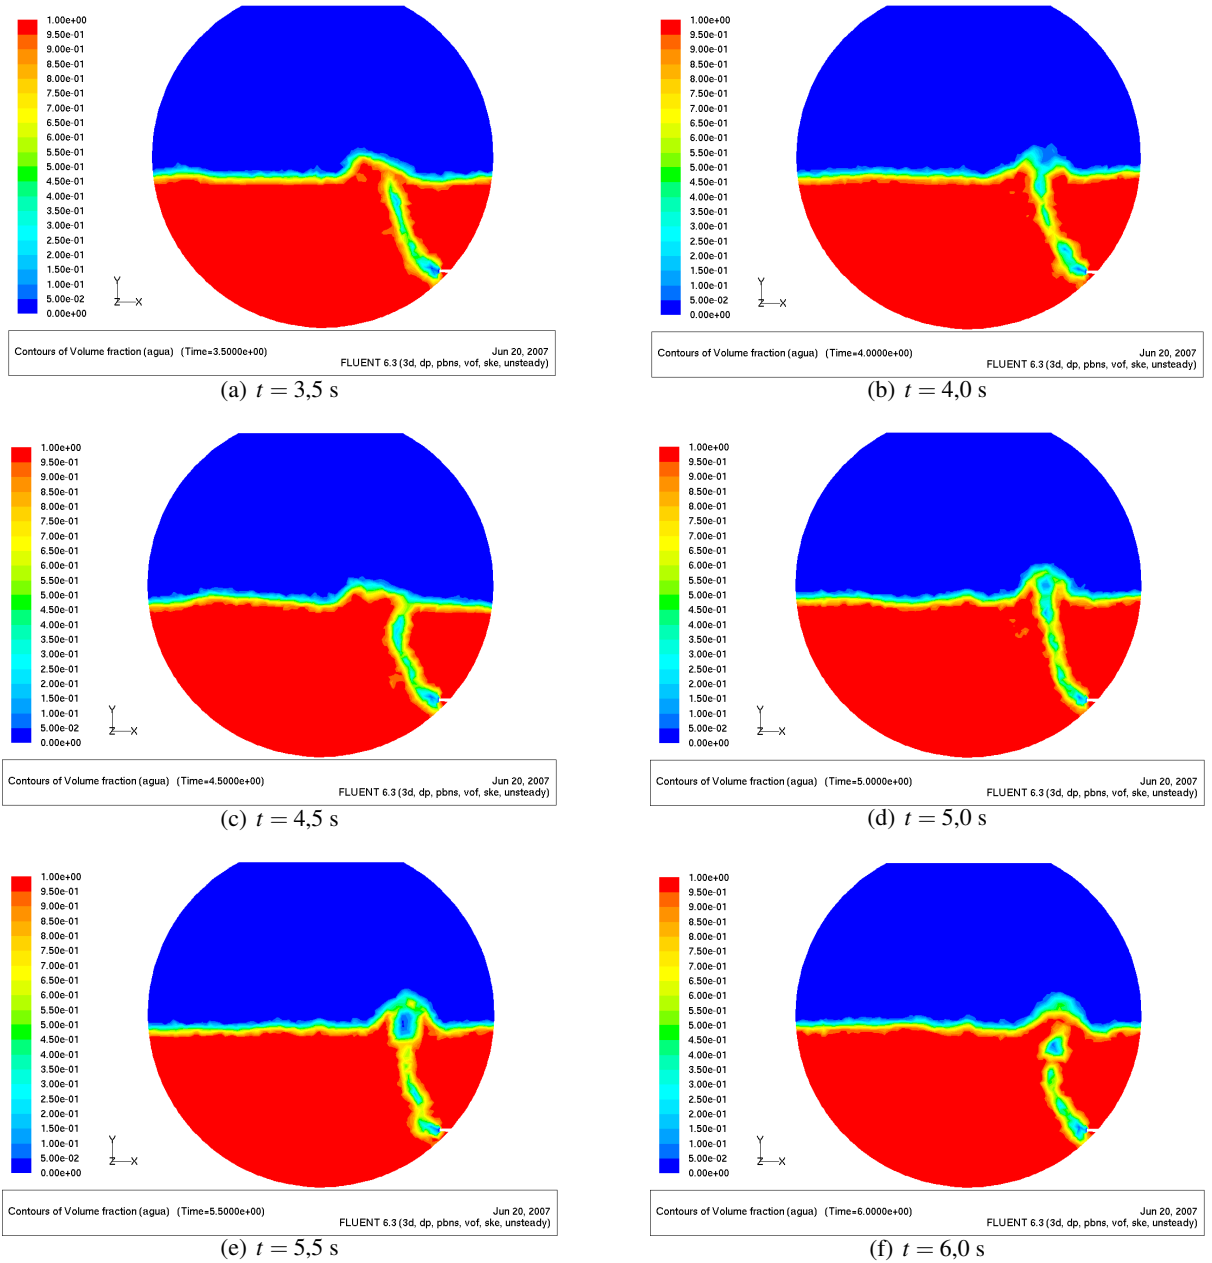 1.00e+00
9.50e-01
9.00e-01
8.50e-01
8.00e-01
7.50e-01
7.00e-01
6.50e-01
6.00e-01
5.50e-01
5.00e-01
4.50e-01
4.00e-01
3.50e-01
3.00e-01
2.50e-01
2.00e-01
1.50e-01
1.00e-01
5.00e-02
0.00e+00
Y
Z X
Contours of Volume fraction (agua) (Time=3.5000e+00) Jun 20, 2007
FLUENT 6.3 (3d, dp, pbns, vof, ske, unsteady)
(a) t = 3,5 s
1.00e+00
9.50e-01
9.00e-01
8.50e-01
8.00e-01
7.50e-01
7.00e-01
6.50e-01
6.00e-01
5.50e-01
5.00e-01
4.50e-01
4.00e-01
3.50e-01
3.00e-01
2.50e-01
2.00e-01
1.50e-01
1.00e-01
5.00e-02
0.00e+00
Y
Z X
Contours of Volume fraction (agua) (Time=4.0000e+00) Jun 20, 2007
FLUENT 6.3 (3d, dp, pbns, vof, ske, unsteady)
(b) t = 4,0 s
1.00e+00
9.50e-01
9.00e-01
8.50e-01
8.00e-01
7.50e-01
7.00e-01
6.50e-01
6.00e-01
5.50e-01
5.00e-01
4.50e-01
4.00e-01
3.50e-01
3.00e-01
2.50e-01
2.00e-01
1.50e-01
1.00e-01
5.00e-02
0.00e+00
Y
Z X
Contours of Volume fraction (agua) (Time=4.5000e+00) Jun 20, 2007
FLUENT 6.3 (3d, dp, pbns, vof, ske, unsteady)
(c) t = 4,5 s
1.00e+00
9.50e-01
9.00e-01
8.50e-01
8.00e-01
7.50e-01
7.00e-01
6.50e-01
6.00e-01
5.50e-01
5.00e-01
4.50e-01
4.00e-01
3.50e-01
3.00e-01
2.50e-01
2.00e-01
1.50e-01
1.00e-01
5.00e-02
0.00e+00
Y
Z X
Contours of Volume fraction (agua) (Time=5.0000e+00) Jun 20, 2007
FLUENT 6.3 (3d, dp, pbns, vof, ske, unsteady)
(d) t = 5,0 s
1.00e+00
9.50e-01
9.00e-01
8.50e-01
8.00e-01
7.50e-01
7.00e-01
6.50e-01
6.00e-01
5.50e-01
5.00e-01
4.50e-01
4.00e-01
3.50e-01
3.00e-01
2.50e-01
2.00e-01
1.50e-01
1.00e-01
5.00e-02
0.00e+00
Y
Z X
Contours of Volume fraction (agua) (Time=5.5000e+00) Jun 20, 2007
FLUENT 6.3 (3d, dp, pbns, vof, ske, unsteady)
(e) t = 5,5 s
1.00e+00
9.50e-01
9.00e-01
8.50e-01
8.00e-01
7.50e-01
7.00e-01
6.50e-01
6.00e-01
5.50e-01
5.00e-01
4.50e-01
4.00e-01
3.50e-01
3.00e-01
2.50e-01
2.00e-01
1.50e-01
1.00e-01
5.00e-02
0.00e+00
Y
Z X
Contours of Volume fraction (agua) (Time=6.0000e+00) Jun 20, 2007
FLUENT 6.3 (3d, dp, pbns, vof, ske, unsteady)
(f) t = 6,0 s